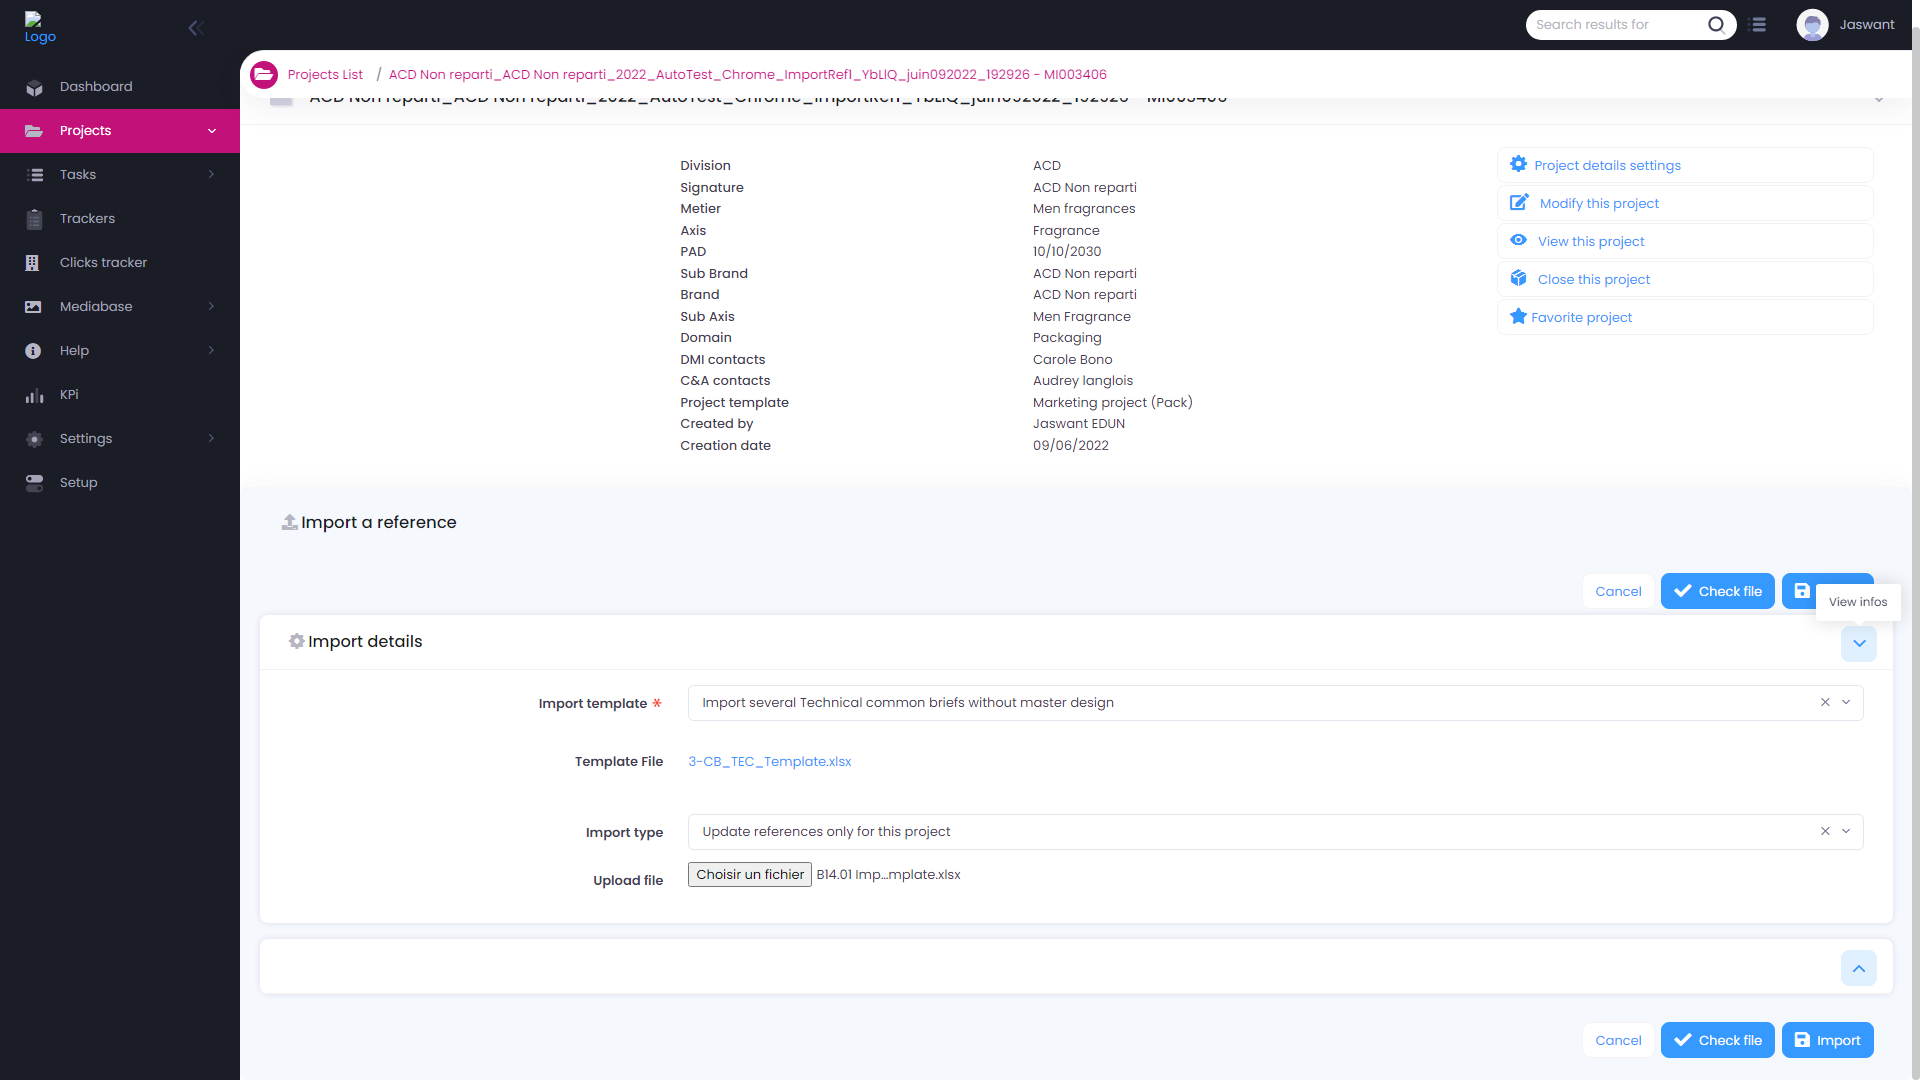 Logo
Search results for
Jaswant
Projects List / ACD Non reparti_ACD Non reparti_2022_AutoTest_Chrome_ImportRef1_YbLlQ_juin092022_192926 - MI003406
ACD Non reparti_ACD Non reparti_2022_AutoTest_Chrome_ImportRef1_YbLlQ_juin092022_192926 - MI003406
Dashboard
Projects
Tasks
Trackers
Clicks tracker
Mediabase
Help
KPi
Settings
Setup
Division ACD
Signature ACD Non reparti
Metier Men fragrances
Axis Fragrance
PAD 10/10/2030
Sub Brand ACD Non reparti
Brand ACD Non reparti
Sub Axis Men Fragrance
Domain Packaging
DMI contacts Carole Bono
C&A contacts Audrey langlois
Project template Marketing project (Pack)
Created by Jaswant EDUN
Creation date 09/06/2022
Project details settings
Modify this project
View this project
Close this project
Favorite project
Import a reference
Cancel Check file
View infos
Import details
Import template * Import several Technical common briefs without master design
Template File 3-CB_TEC_Template.xlsx
Import type Update references only for this project
Upload file Choisir un fichier B14.01 Imp...mplate.xlsx
Cancel Check file Import